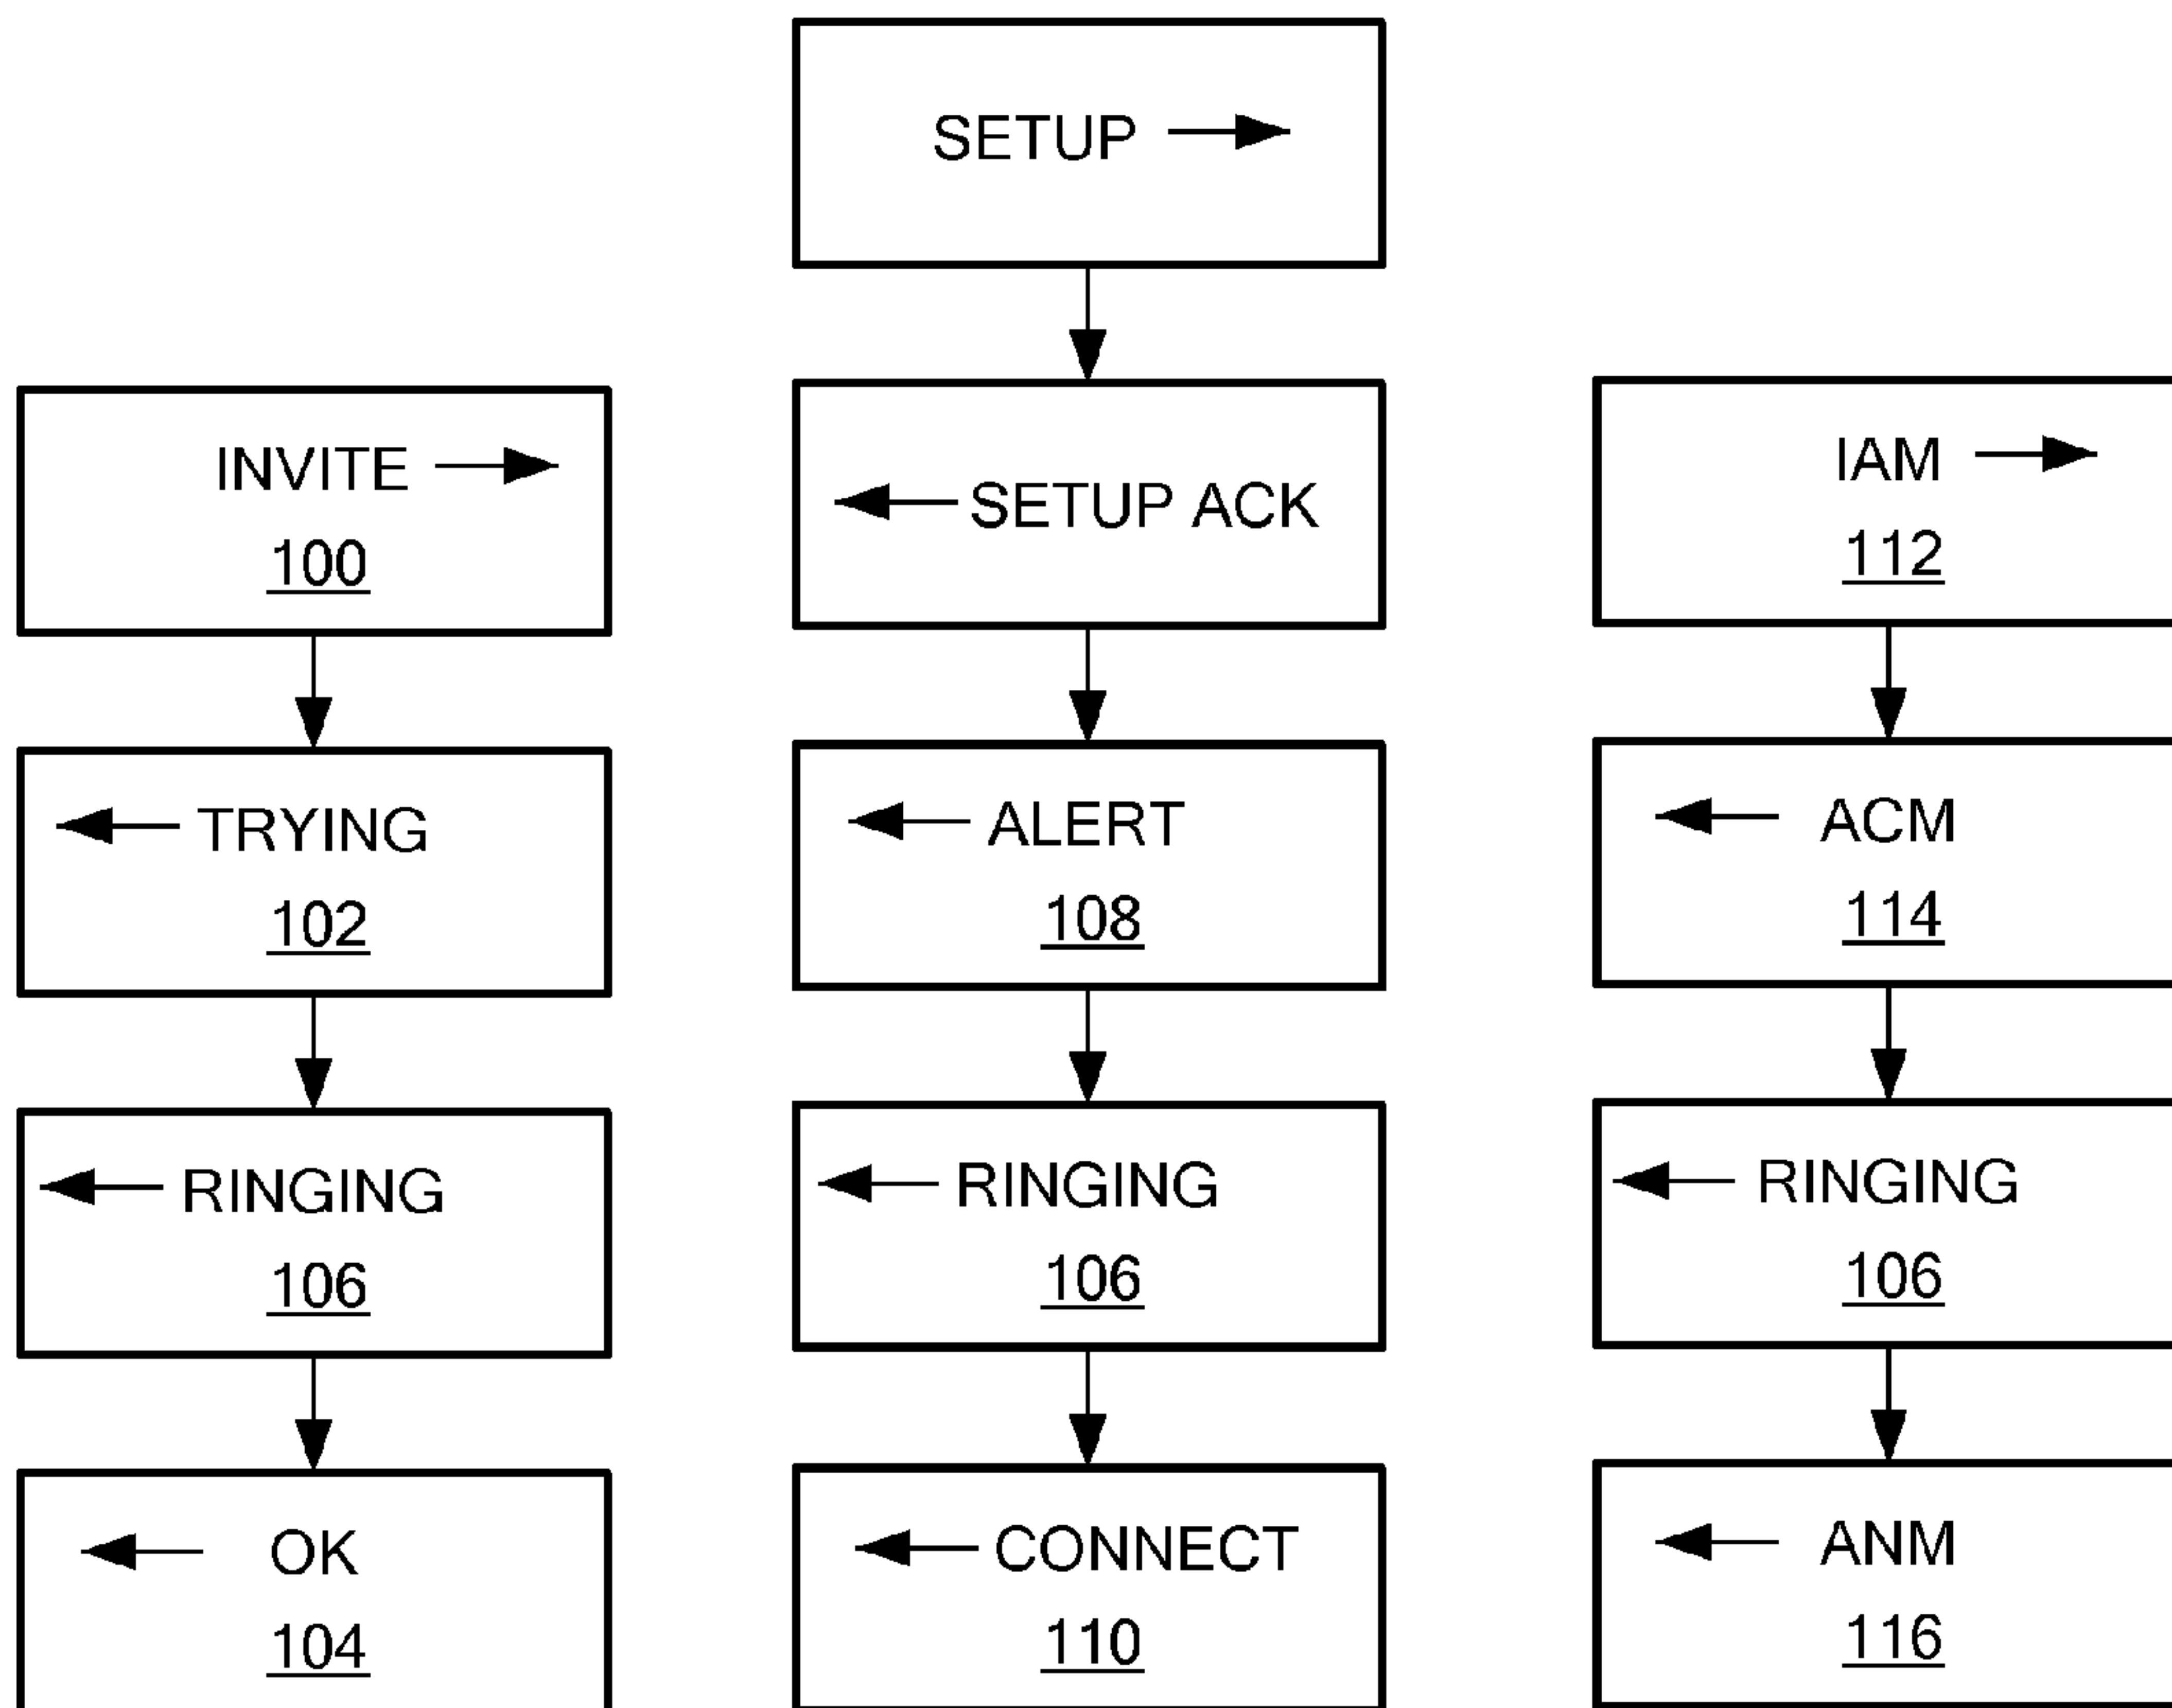 SETUP
INVITE
100
SETUP ACK
IAM
112
TRYING
102
ALERT
108
ACM
114
RINGING
106
RINGING
106
RINGING
106
OK
104
CONNECT
110
ANM
116